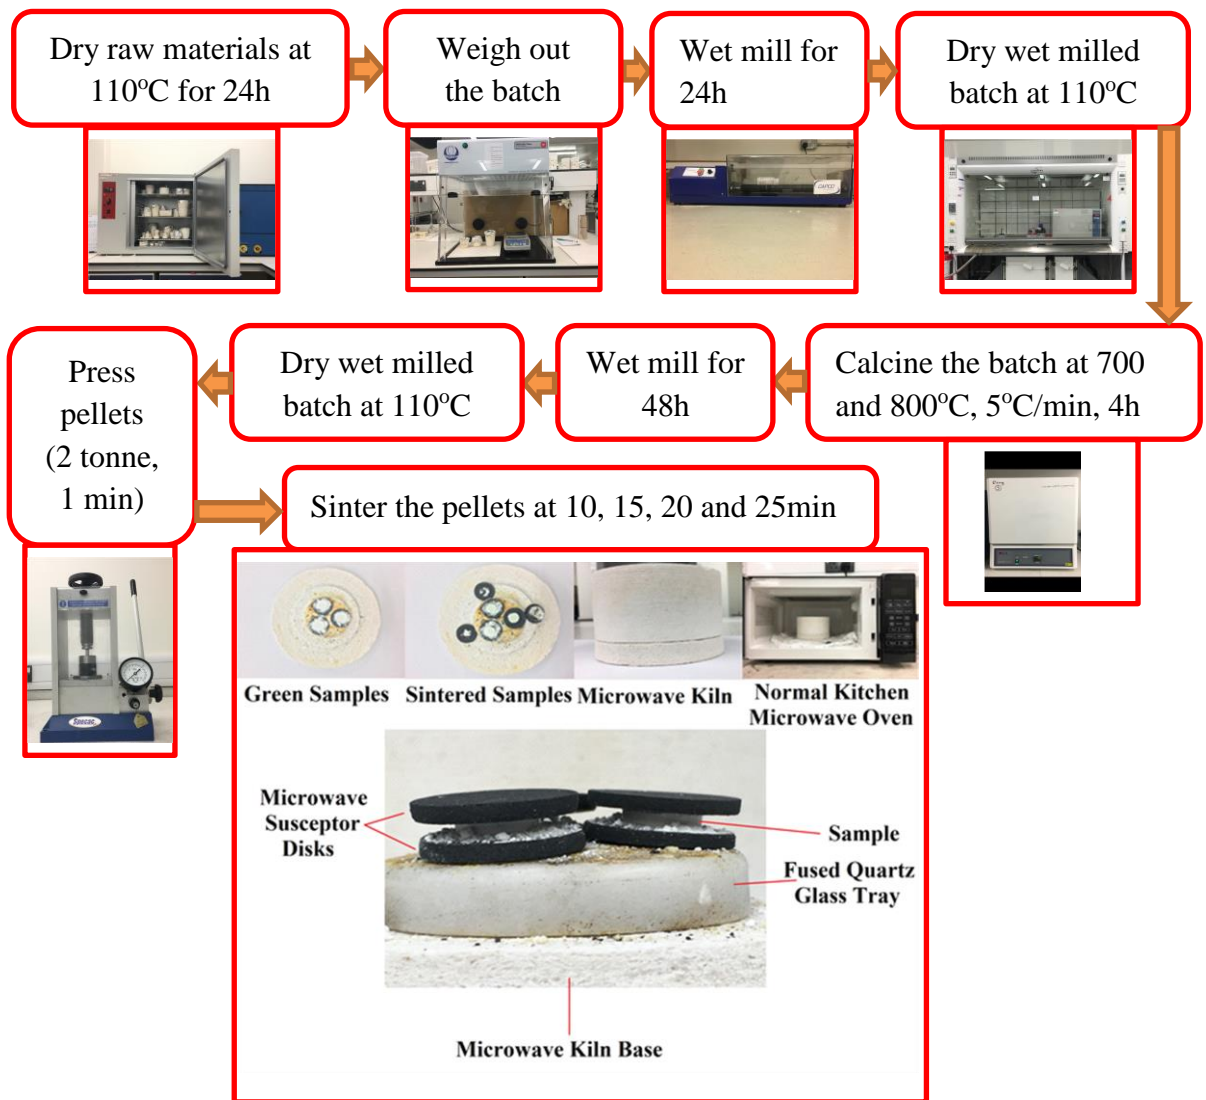 Dry raw materials at
110°C for 24h
Weigh out
the batch
Wet mill for
24h
Dry wet milled
batch at 110°C
Calcine the batch at 700
and 800°C, 5°C/min, 4h
Wet mill for
48h
Dry wet milled
batch at 110°C
Press
pellets
(2 tonne,
1 min)
Specac
Sinter the pellets at 10, 15, 20 and 25min
Green Samples
Sintered Samples
Microwave Kiln
Normal Kitchen
Microwave Oven
Microwave
Susceptor
Disks
Sample
Fused Quartz
Glass Tray
Microwave Kiln Base